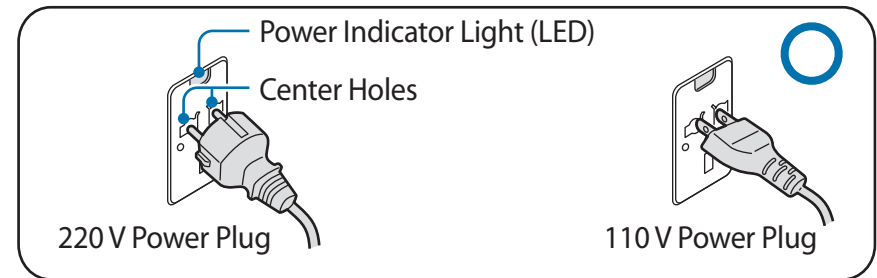 Power Indicator Light (LED)
Center Holes
220 V Power Plug
110 V Power Plug